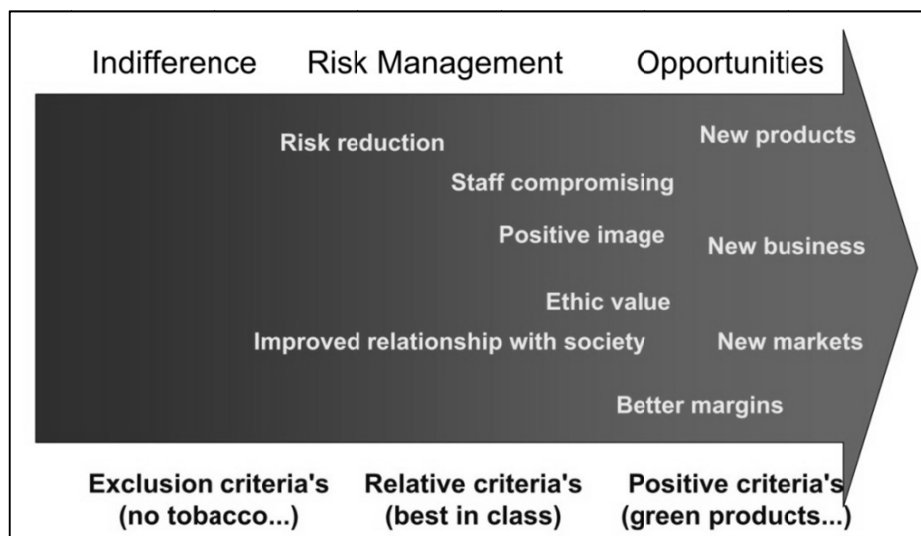 Indifference
Risk Management
Opportunities
Risk reduction
New products
Staff compromising
Positive image
New business
Ethic value
Improved relationship with society
New markets
Better margins
Exclusion criteria's
(no tobacco...)
Relative criteria's
(best in class)
Positive criteria's
(green products...)